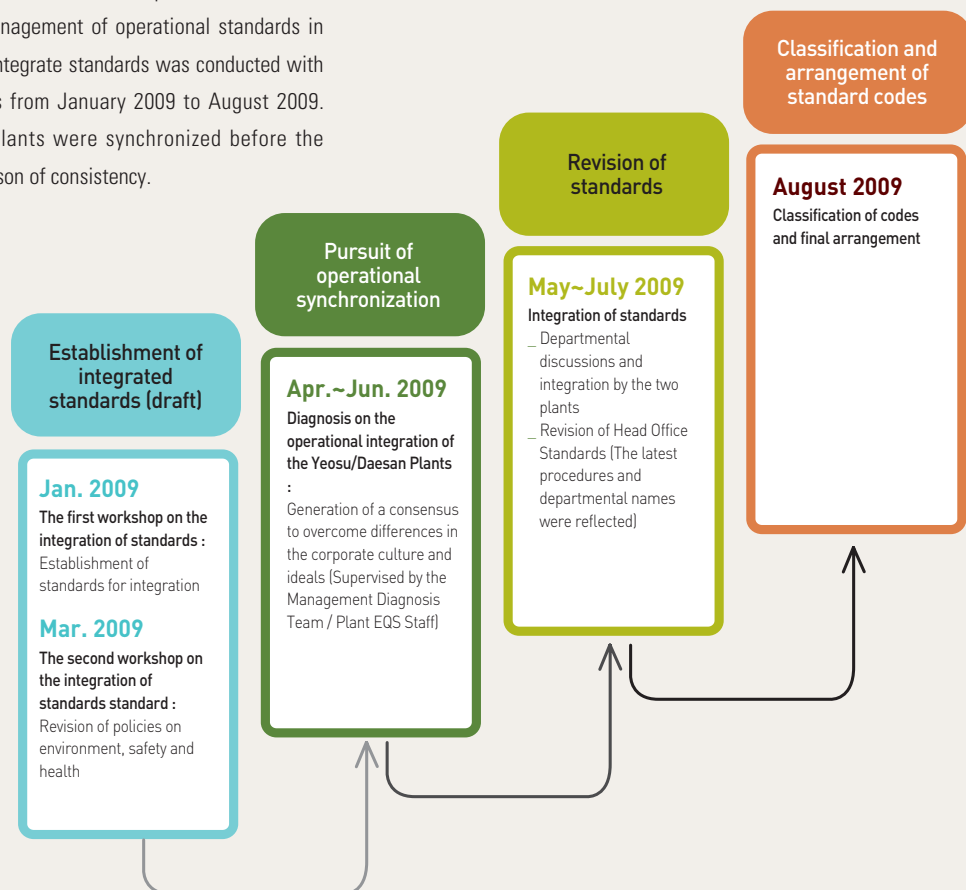 nagement of operational standards in
ntegrate standards was conducted with
s from January 2009 to August 2009.
lants were synchronized before the
son of consistency.
Establishment of
integrated
standards (draft)
Jan. 2009
The first workshop on the
integration of standards :
Establishment of
standards for integration
Mar. 2009
The second workshop on
the integration of
standards standard :
Revision of policies on
environment, safety and
health
Pursuit of
operational
synchronization
Apr.~Jun. 2009
Diagnosis on the
operational integration of
the Yeosu/Daesan Plants
:
Generation of a consensus
to overcome differences in
the corporate culture and
ideals (Supervised by the
Management Diagnosis
Team / Plant EQS Staff)
Revision of
standards
May~July 2009
Integration of standards
_ Departmental
discussions and
integration by the two
plants
_ Revision of Head Office
Standards (The latest
procedures and
departmental names
were reflected)
Classification and
arrangement of
standard codes
August 2009
Classification of codes
and final arrangement